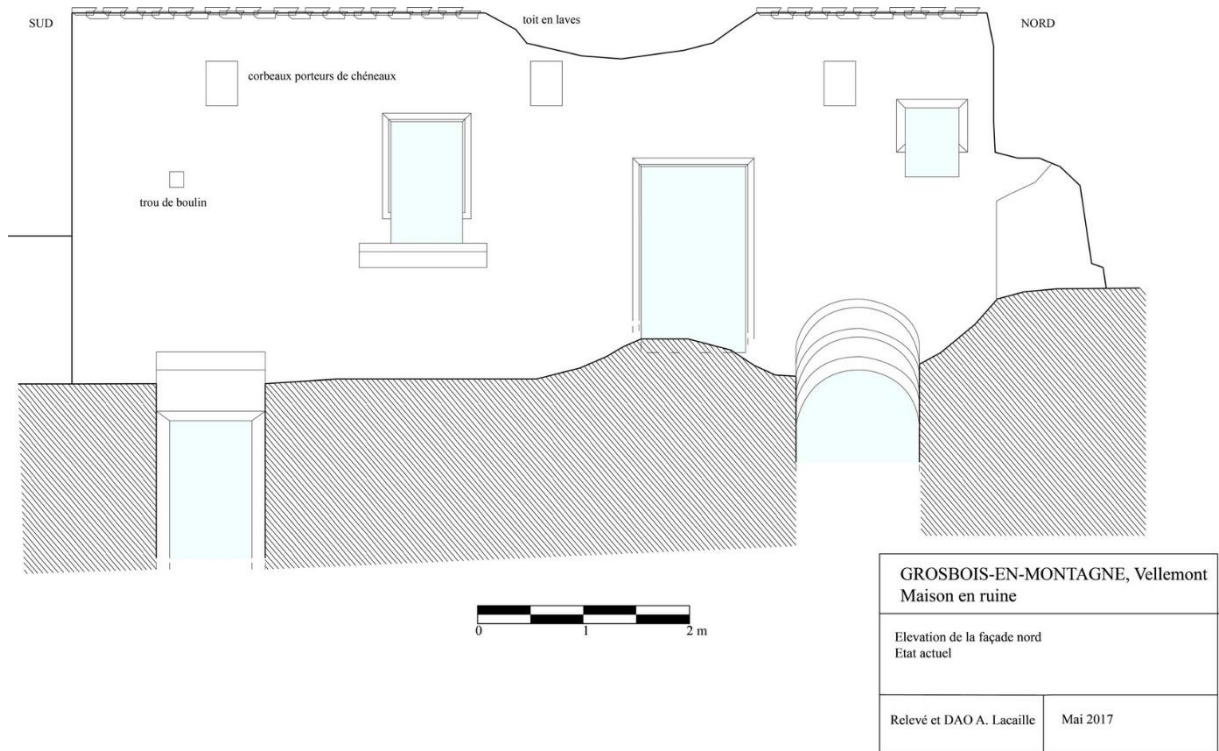 SUD
toit en laves
NORD
corbeaux porteurs de chéneaux
trou de boulin
0 1 2 m
GROSBOIS-EN-MONTAGNE, Vellemont
Maison en ruine
Elevation de la façade nord
Etat actuel
Relevé et DAO A. Lacaille
Mai 2017